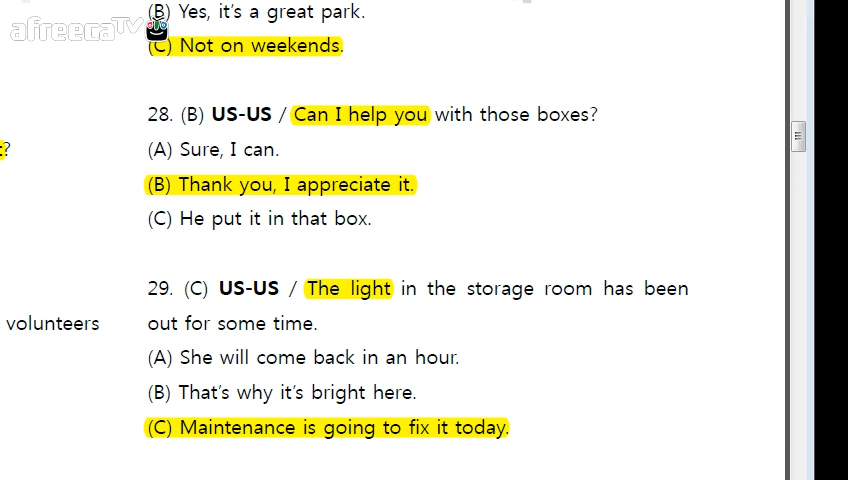 (B) Yes, it's a great park.
afreecaTV
(C) Not on weekends.
28. (B) US-US / Can I help you with those boxes?
?
(A) Sure, I can.
(B) Thank you, I appreciate it.
(C) He put it in that box.
29. (C) US-US / The light in the storage room has been
volunteers
out for some time.
(A) She will come back in an hour.
(B) That's why it's bright here.
(C) Maintenance is going to fix it today.